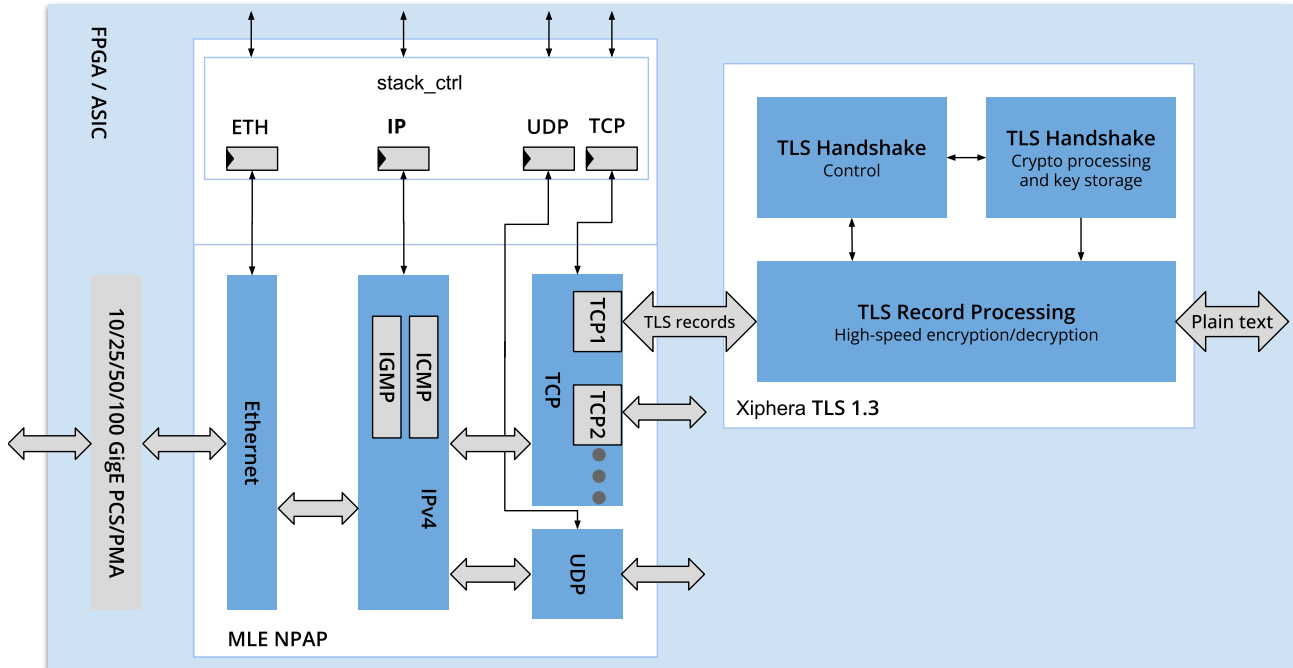 FPGA / ASIC
stack_ctrl
ETH
IP
UDP
TCP
10/25/50/100 GigE PCS/PMA
Ethernet
IGMP
ICMP
IPv4
TCP1
TCP
TCP2
UDP
MLE NPAP
TLS records
TLS Handshake
Control
TLS Handshake
Crypto processing
and key storage
TLS Record Processing
High-speed encryption/decryption
Plain text
Xiphera TLS 1.3